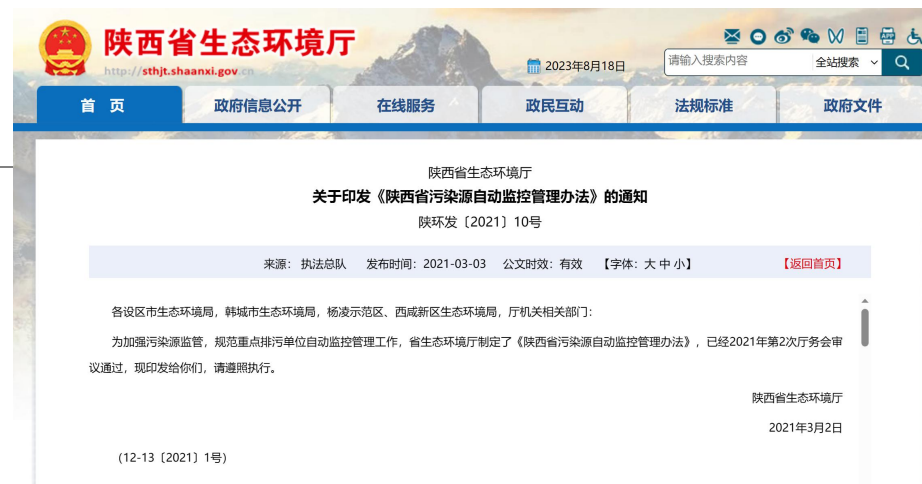 陕西省生态环境厅
http://sthjt.shaanxi.gov.cn
2023年8月18日
请输入搜索内容
全站搜索
首 页
政府信息公开
在线服务
政民互动
法规标准
政府文件
陕西省生态环境厅
关于印发《陕西省污染源自动监控管理办法》的通知
陕环发〔2021〕10号
来源： 执法总队 发布时间：2021-03-03 公文时效：有效 【字体：大 中 小】 【返回首页】
各设区市生态环境局，韩城市生态环境局，杨凌示范区、西咸新区生态环境局，厅机关相关部门：
为加强污染源监管，规范重点排污单位自动监控管理工作，省生态环境厅制定了《陕西省污染源自动监控管理办法》，已经2021年第2次厅务会审
议通过，现印发给你们，请遵照执行。
陕西省生态环境厅
2021年3月2日
(12-13〔2021〕1号)